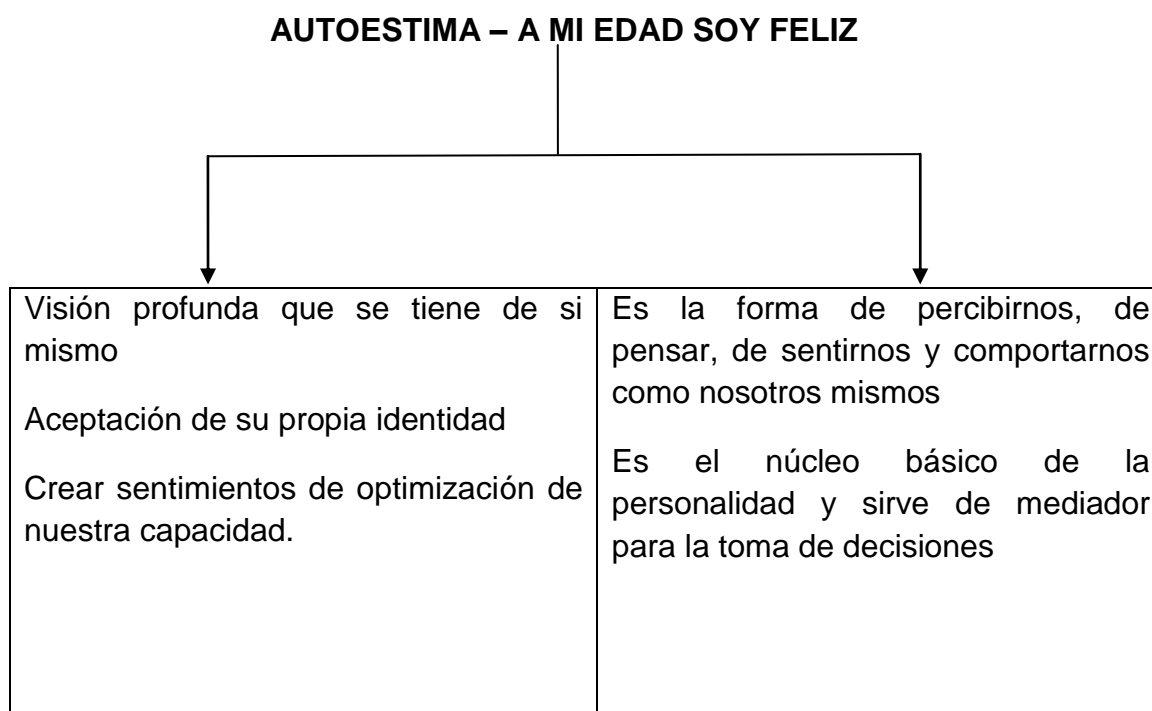 AUTOESTIMA – A MI EDAD SOY FELIZ
Visión profunda que se tiene de si
mismo
Aceptación de su propia identidad
Crear sentimientos de optimización de
nuestra capacidad.
Es la forma de percibirnos, de
pensar, de sentirnos y comportarnos
como nosotros mismos
Es el núcleo básico de la
personalidad y sirve de mediador
para la toma de decisiones